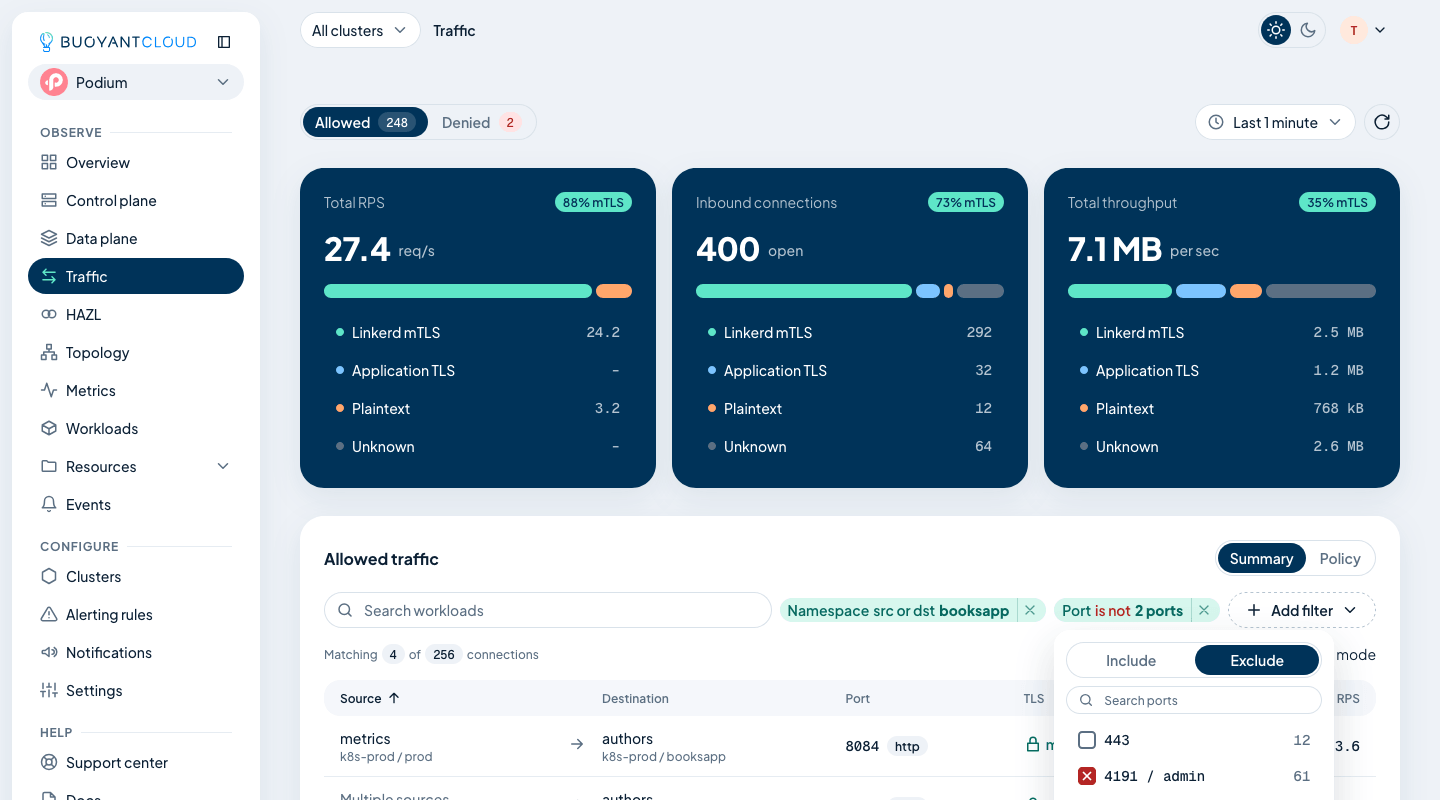 BUOYANTCLOUD
Podium
OBSERVE
Overview
Control plane
Data plane
Traffic
HAZL
Topology
Metrics
Workloads
Resources
Events
CONFIGURE
Clusters
Alerting rules
Notifications
Settings
HELP
Support center
All clusters
Traffic
T
Allowed 248
Denied 2
Last 1 minute
Total RPS 88% mTLS
27.4 req/s
Linkerd mTLS 24.2
Application TLS -
Plaintext 3.2
Unknown -
Inbound connections 73% mTLS
400 open
Linkerd mTLS 292
Application TLS 32
Plaintext 12
Unknown 64
Total throughput 35% mTLS
7.1 MB per sec
Linkerd mTLS 2.5 MB
Application TLS 1.2 MB
Plaintext 768 kB
Unknown 2.6 MB
Allowed traffic
Summary Policy
Search workloads
Namespace src or dst booksapp
Port is not 2 ports
Add filter
Matching 4 of 256 connections
mode
Include Exclude
Search ports
443 12
4191 / admin 61
Source Destination Port TLS RPS
metrics authors 8084 http 3.6
k8s-prod / prod k8s-prod / booksapp
Multiple sources authors